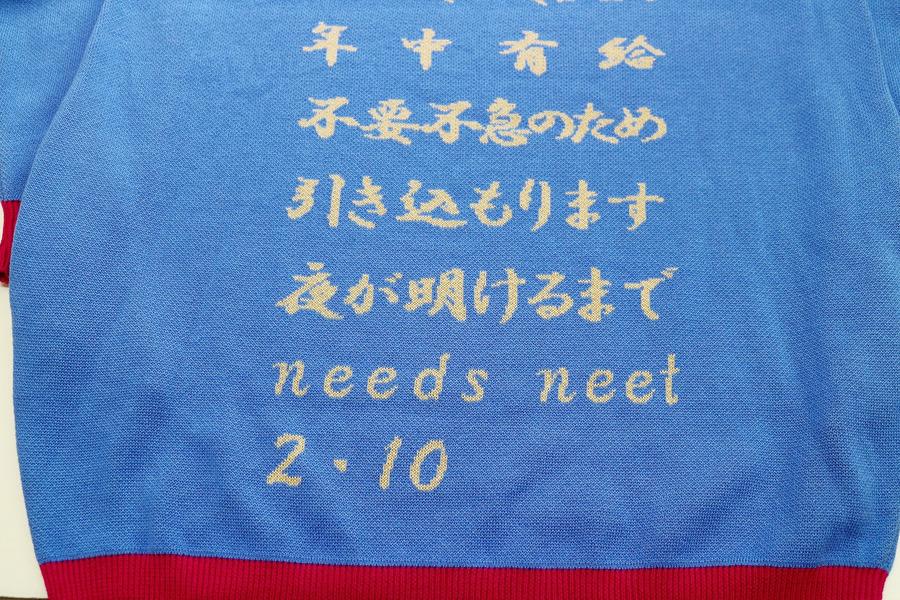 年中有給
不要不急のため
引き込もります
夜が明けるまで
needs neet
2・10